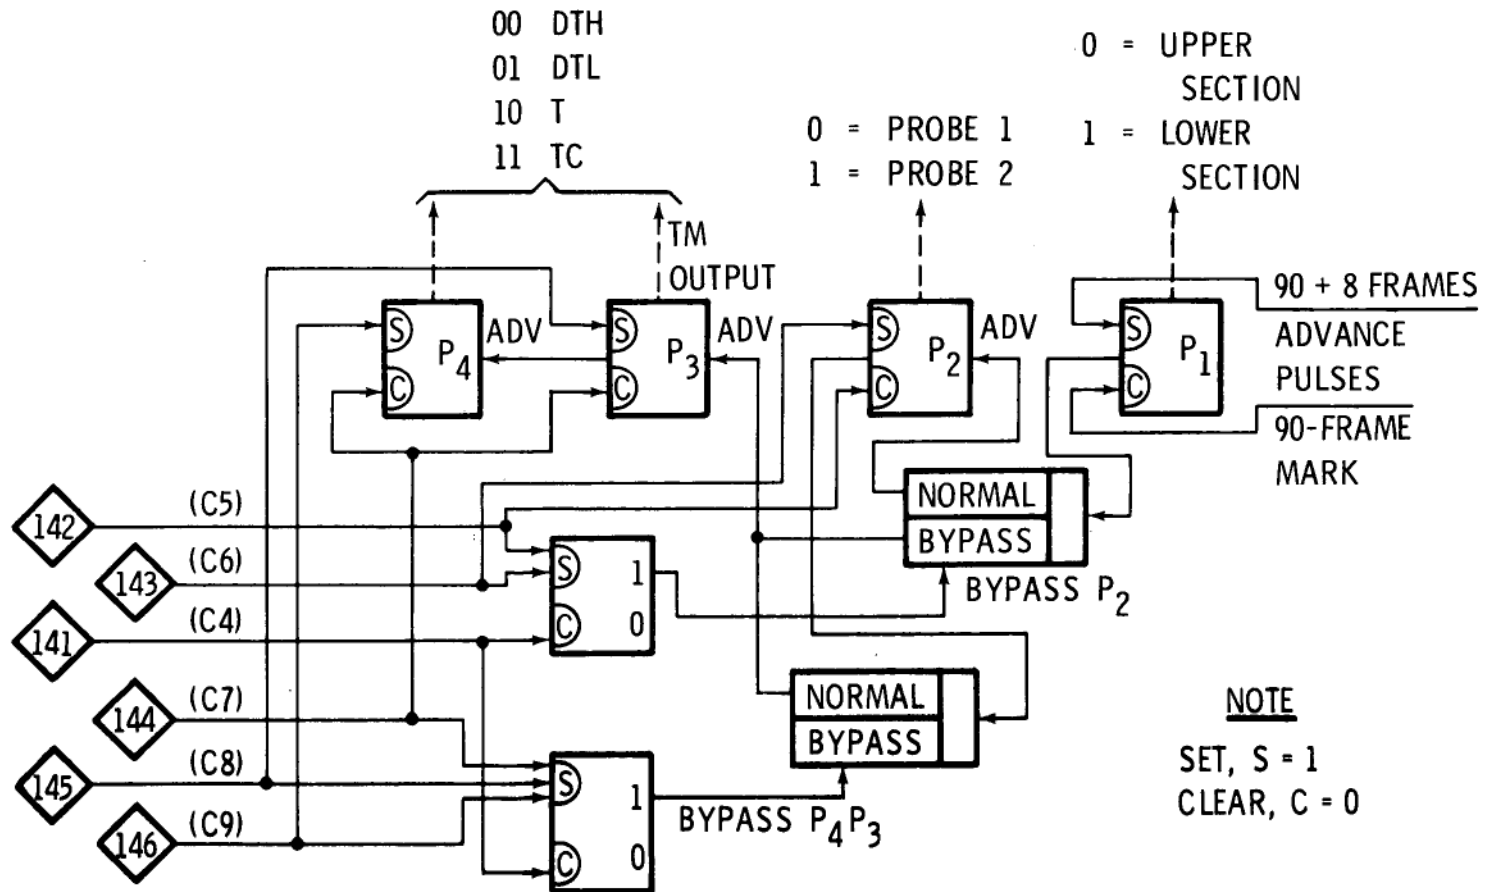 00 DTH
01 DTL
10 T
11 TC
0 = UPPER
SECTION
1 = LOWER
SECTION
0 = PROBE 1
1 = PROBE 2
TM
OUTPUT
S
P4
C
ADV
S
P3
C
ADV
S
P2
C
ADV
S
P1
C
90 + 8 FRAMES
ADVANCE
PULSES
90-FRAME
MARK
142
(C5)
143
(C6)
141
(C4)
144
(C7)
145
(C8)
146
(C9)
S 1
C 0
NORMAL
BYPASS
BYPASS P2
NORMAL
BYPASS
S 1
C 0
BYPASS P4P3
NOTE
SET, S = 1
CLEAR, C = 0